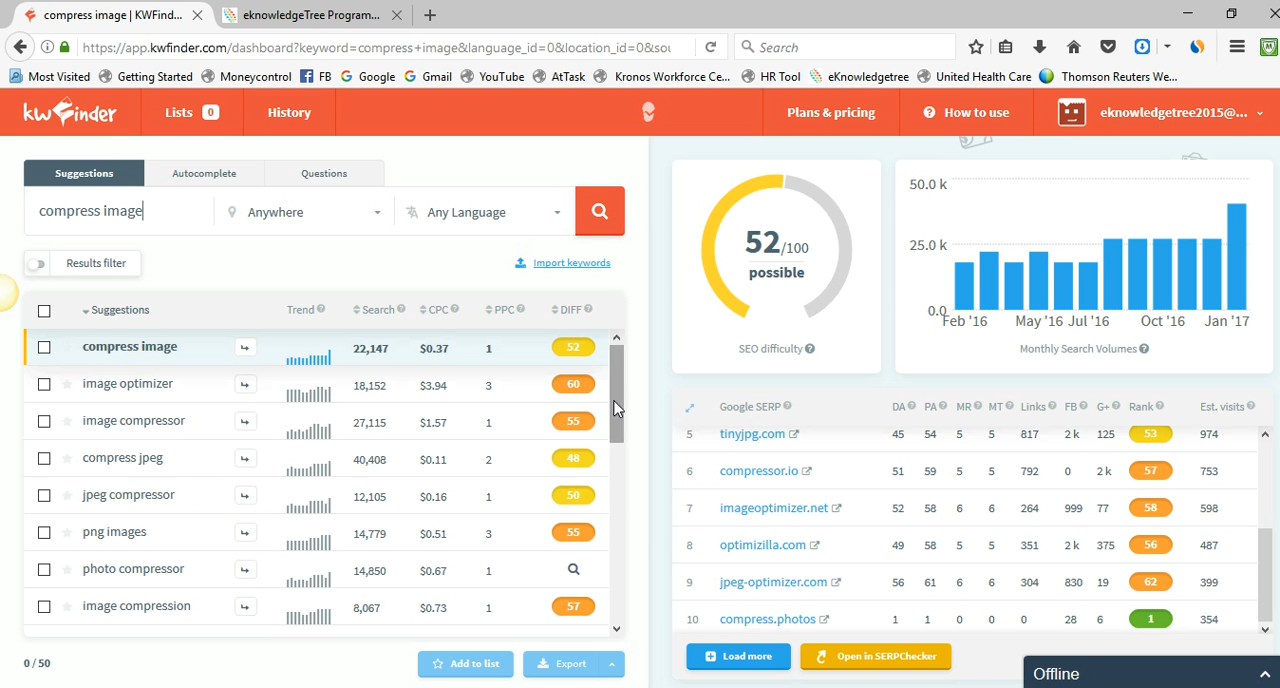 compress image | KWFind...
eknowledgeTree Program...
https://app.kwfinder.com/dashboard?keyword=compress+image&language_id=0&location_id=0&sou
Search
Most Visited Getting Started Moneycontrol FB Google Gmail YouTube AtTask Kronos Workforce Ce... HR Tool eKnowledgetree United Health Care Thomson Reuters We...
kwfinder Lists 0 History Plans & pricing How to use eknowledgetree2015@...
Suggestions Autocomplete Questions
compress image Anywhere Any Language
Results filter Import keywords
Suggestions Trend Search CPC PPC DIFF
compress image 22,147 $0.37 1 52
image optimizer 18,152 $3.94 3 60
image compressor 27,115 $1.57 1 55
compress jpeg 40,408 $0.11 2 48
jpeg compressor 12,105 $0.16 1 50
png images 14,779 $0.51 3 55
photo compressor 14,850 $0.67 1
image compression 8,067 $0.73 1 57
0 / 50 Add to list Export
52/100
possible
SEO difficulty
50.0 k
25.0 k
0.0
Feb '16 May '16 Jul '16 Oct '16 Jan '17
Monthly Search Volumes
Google SERP DA PA MR MT Links FB G+ Rank Est. visits
5 tinyjpg.com 45 54 5 5 817 2 k 125 53 974
6 compressor.io 51 59 5 5 792 0 2 k 57 753
7 imageoptimizer.net 52 58 6 6 264 999 77 58 598
8 optimizilla.com 49 58 5 5 351 2 k 375 56 487
9 jpeg-optimizer.com 56 61 6 6 304 830 19 62 399
10 compress.photos 1 1 0 0 0 28 6 1 354
Load more Open in SERPChecker
Offline